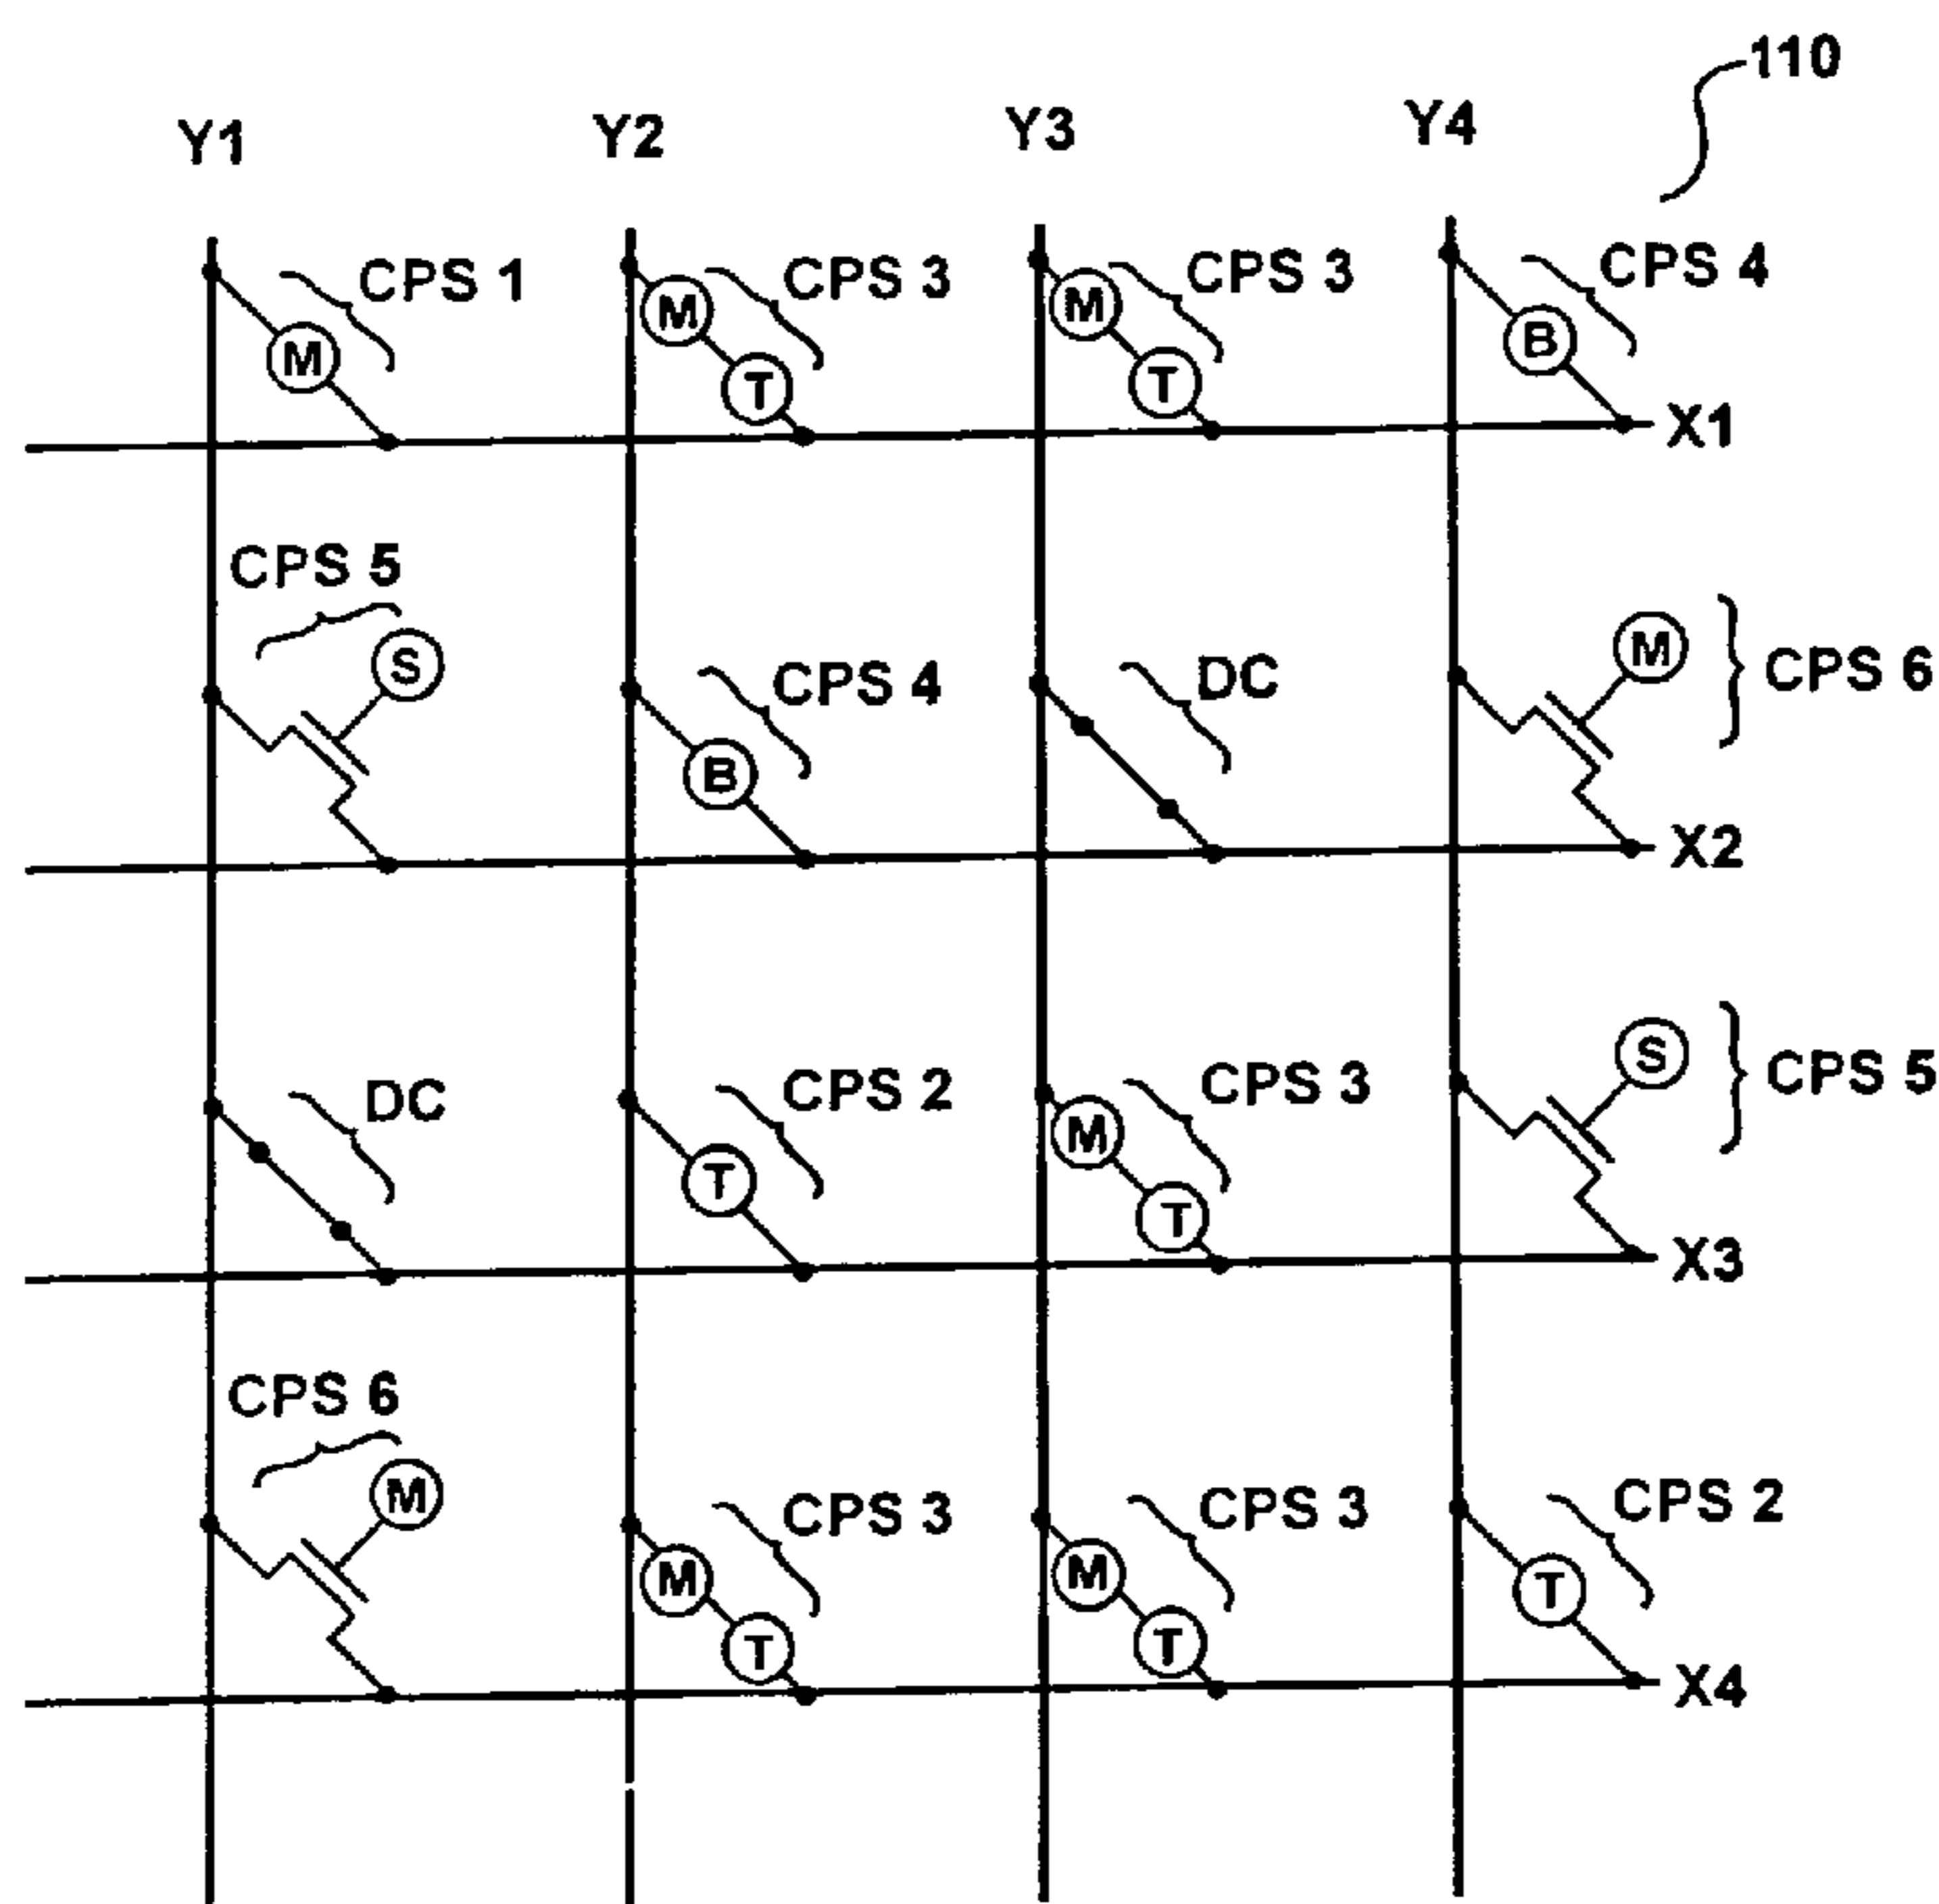 110
Y1 Y2 Y3 Y4
CPS 1 CPS 3 CPS 3 CPS 4
M M T M T B
X1
CPS 5
S M
CPS 4 DC CPS 6
B
X2
S
DC CPS 2 CPS 3 CPS 5
T M T
X3
CPS 6
M
CPS 3 CPS 3 CPS 2
M T M T T
X4